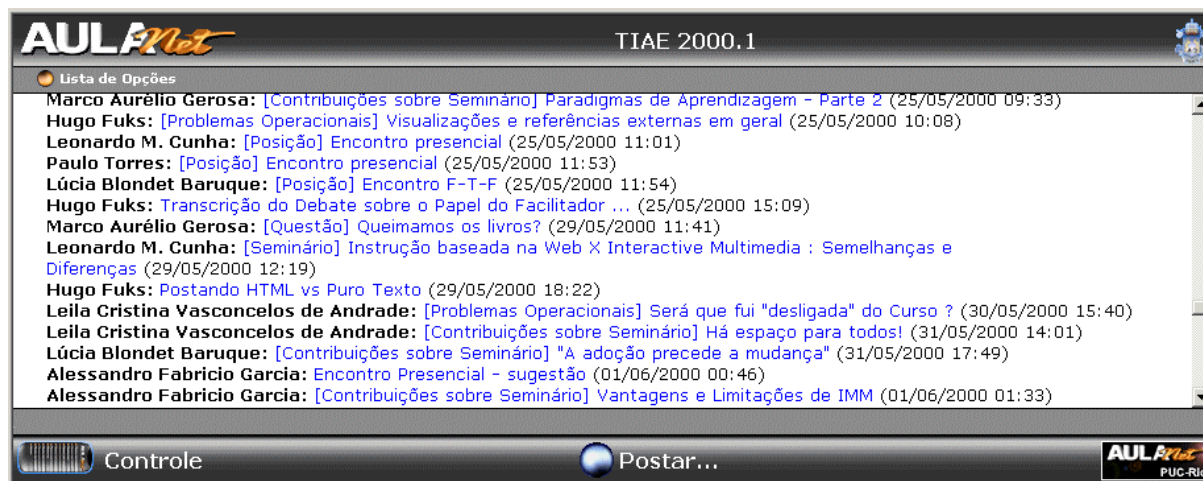 AULANet
TIAE 2000.1
Lista de Opções
Marco Aurélio Gerosa: [Contribuições sobre Seminário] Paradigmas de Aprendizagem - Parte 2 (25/05/2000 09:33)
Hugo Fuks: [Problemas Operacionais] Visualizações e referências externas em geral (25/05/2000 10:08)
Leonardo M. Cunha: [Posição] Encontro presencial (25/05/2000 11:01)
Paulo Torres: [Posição] Encontro presencial (25/05/2000 11:53)
Lúcia Blondet Baruque: [Posição] Encontro F-T-F (25/05/2000 11:54)
Hugo Fuks: Transcrição do Debate sobre o Papel do Facilitador ... (25/05/2000 15:09)
Marco Aurélio Gerosa: [Questão] Queimamos os livros? (29/05/2000 11:41)
Leonardo M. Cunha: [Seminário] Instrução baseada na Web X Interactive Multimedia : Semelhanças e
Diferenças (29/05/2000 12:19)
Hugo Fuks: Postando HTML vs Puro Texto (29/05/2000 18:22)
Leila Cristina Vasconcelos de Andrade: [Problemas Operacionais] Será que fui "desligada" do Curso ? (30/05/2000 15:40)
Leila Cristina Vasconcelos de Andrade: [Contribuições sobre Seminário] Há espaço para todos! (31/05/2000 14:01)
Lúcia Blondet Baruque: [Contribuições sobre Seminário] "A adoção precede a mudança" (31/05/2000 17:49)
Alessandro Fabricio Garcia: Encontro Presencial - sugestão (01/06/2000 00:46)
Alessandro Fabricio Garcia: [Contribuições sobre Seminário] Vantagens e Limitações de IMM (01/06/2000 01:33)
Controle
Postar...
AULANet
PUC-Rio